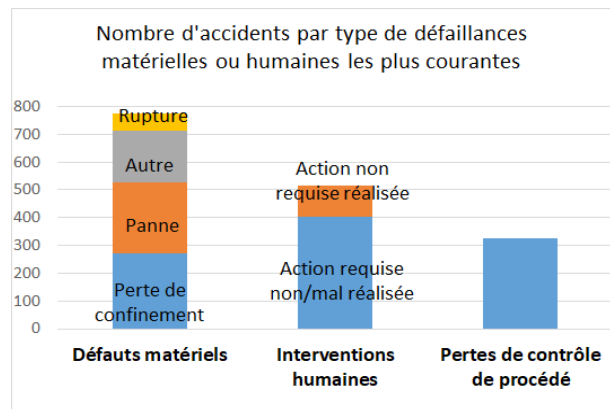 Nombre d'accidents par type de défaillances
matérielles ou humaines les plus courantes
800
700
600
500
400
300
200
100
0
Rupture
Autre
Panne
Perte de
confinement
Action non
requise réalisée
Action requise
non/mal réalisée
Défauts matériels
Interventions
humaines
Pertes de contrôle
de procédé